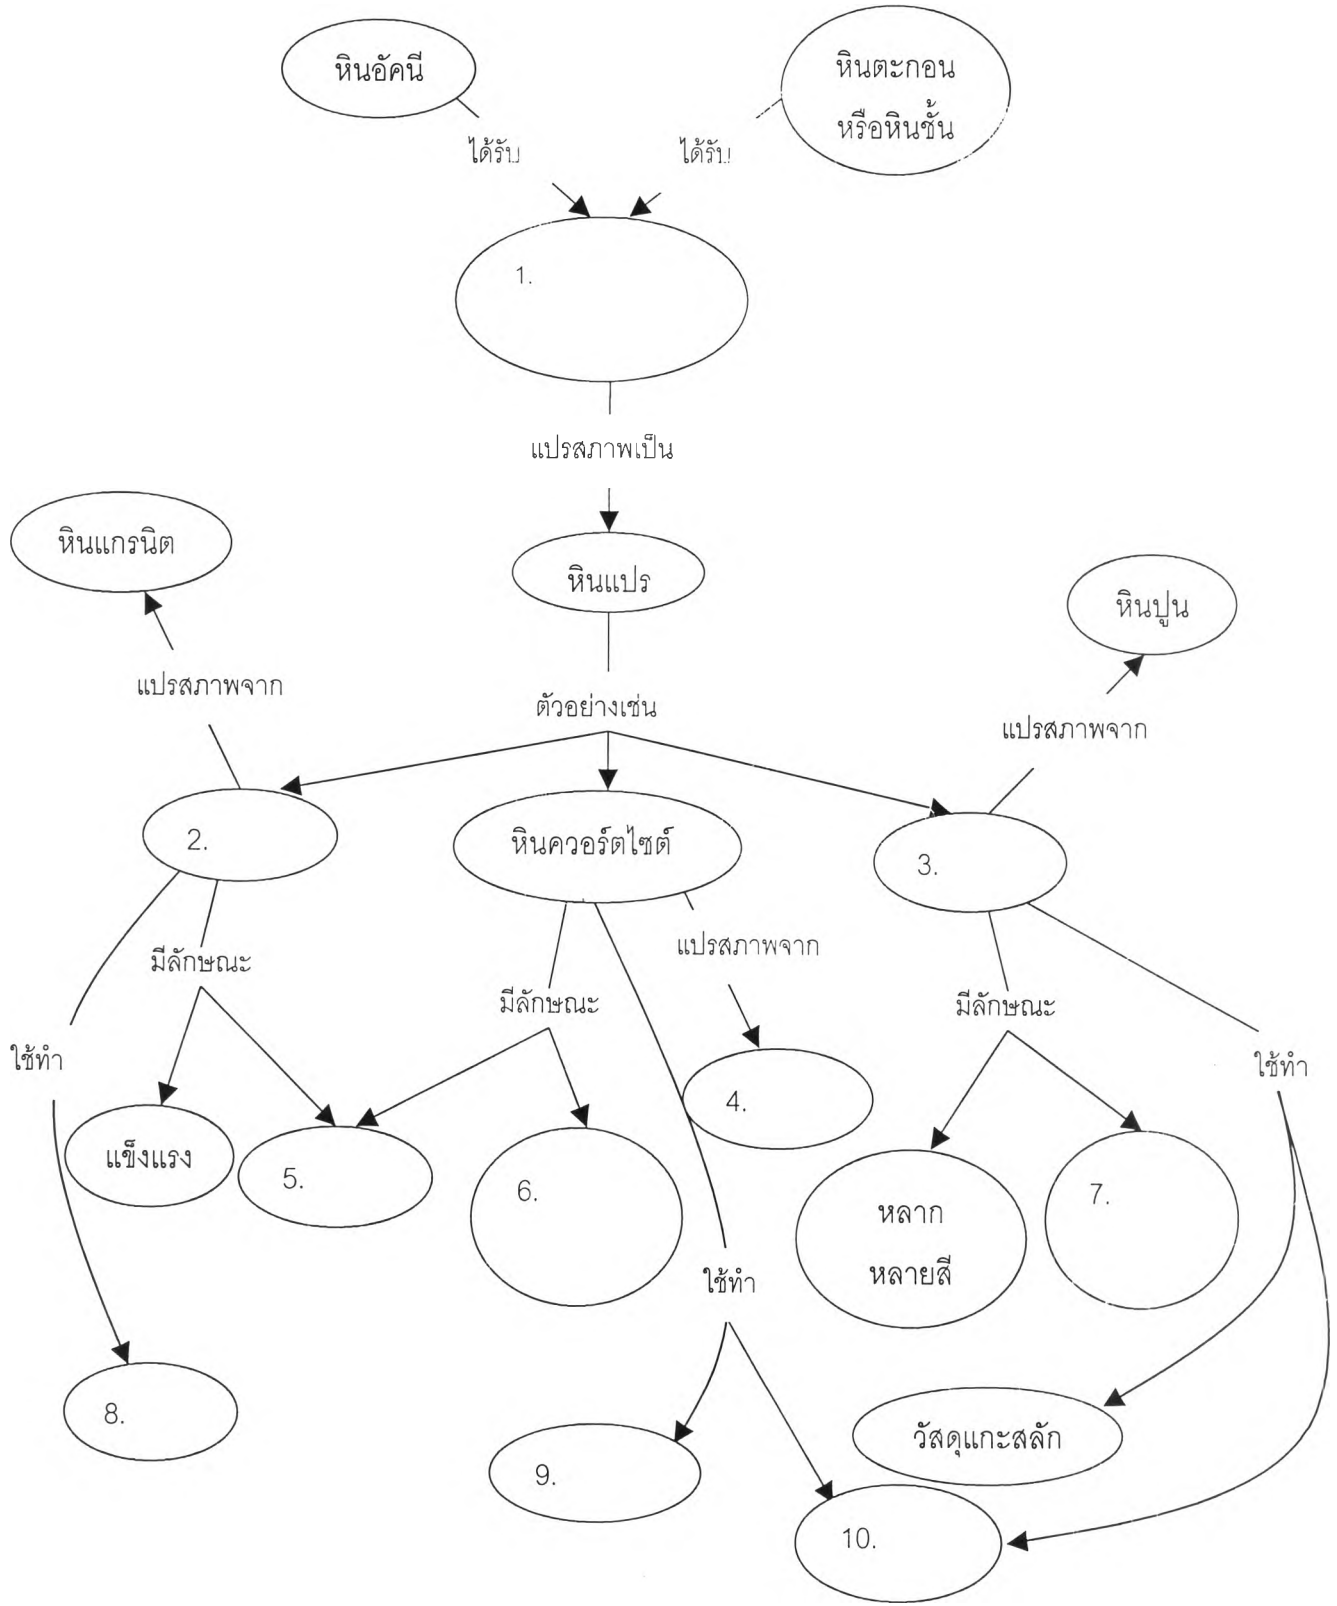 หินอัคนี
หินตะกอน
หรือหินชั้น
ได้รับ
ได้รับ
1.
แปรสภาพเป็น
หินแกรนิต
หินแปร
หินปูน
แปรสภาพจาก
ตัวอย่างเช่น
แปรสภาพจาก
2.
หินควอร์ตไซต์
3.
มีลักษณะ
แปรสภาพจาก
มีลักษณะ
มีลักษณะ
ใช้ทำ
ใช้ทำ
4.
แข็งแรง
5.
6.
7.
หลาก
หลายสี
ใช้ทำ
8.
วัสดุแกะสลัก
9.
10.